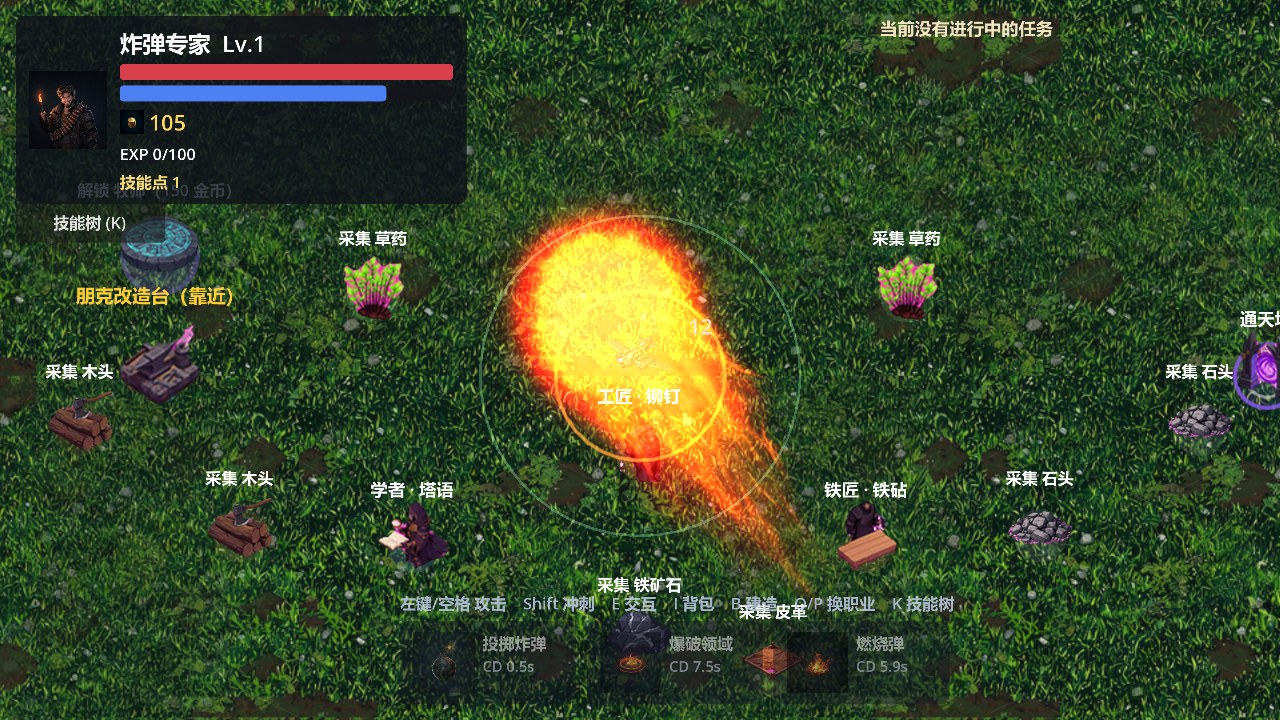 炸弹专家 Lv.1
当前没有进行中的任务
105
EXP 0/100
技能点 1
技能树 (K)
采集 草药
采集 草药
朋克改造台（靠近）
12
采集 木头
采集 石头
工匠 · 铆钉
采集 木头
学者 · 塔语
铁匠 · 铁砧
采集 石头
采集 铁矿石
左键/空格 攻击 Shift 冲刺 E 交互 I 背包 B 建造 O/P 换职业 K 技能树
采集 皮革
投掷炸弹
CD 0.5s
爆破领域
CD 7.5s
燃烧弹
CD 5.9s